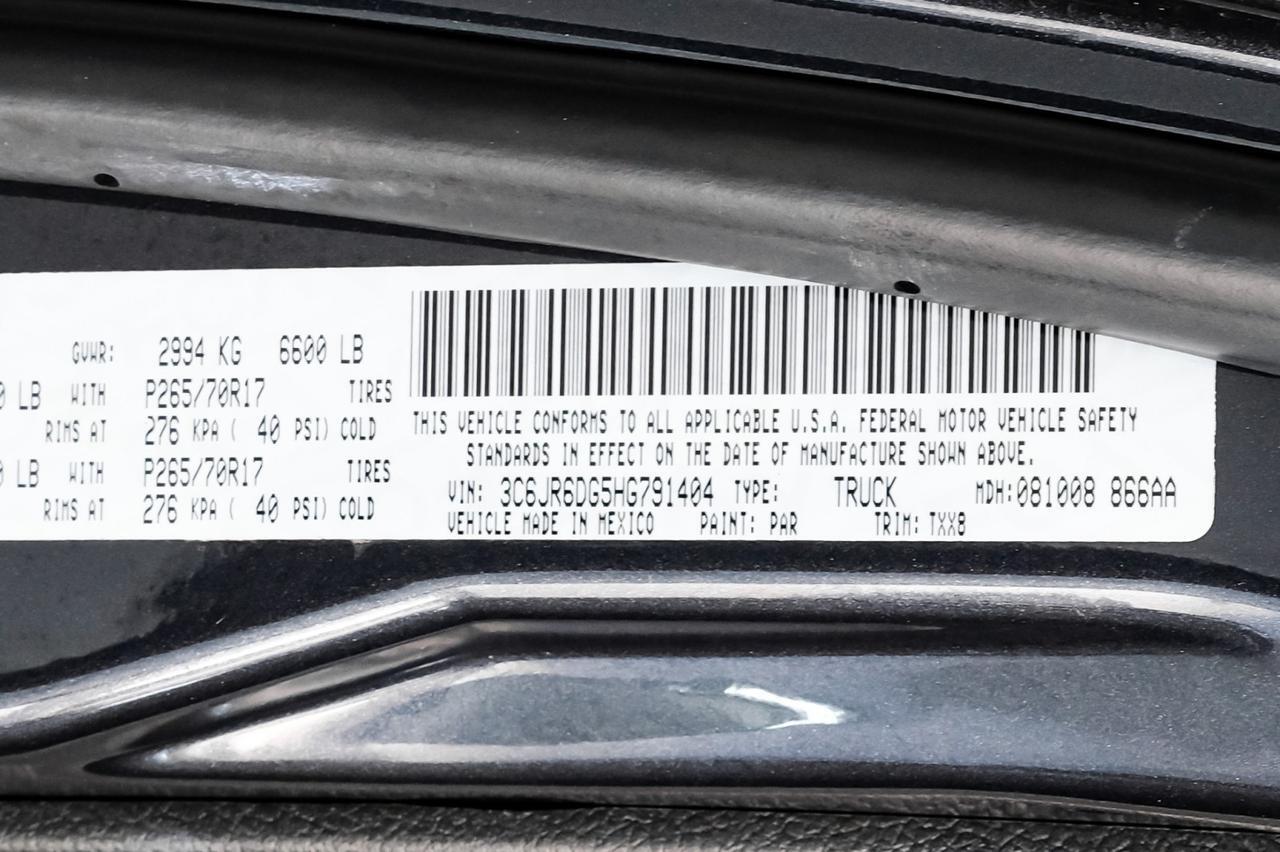 GVWR: 2994 KG 6600 LB
0 LB WITH P265/70R17 TIRES
RIMS AT 276 KPA ( 40 PSI) COLD
0 LB WITH P265/70R17 TIRES
RIMS AT 276 KPA ( 40 PSI) COLD
THIS VEHICLE CONFORMS TO ALL APPLICABLE U.S.A. FEDERAL MOTOR VEHICLE SAFETY
STANDARDS IN EFFECT ON THE DATE OF MANUFACTURE SHOWN ABOVE.
VIN: 3C6JR6DG5HG791404 TYPE: TRUCK MDH:081008 866AA
VEHICLE MADE IN MEXICO PAINT: PAR TRIM: TXX8